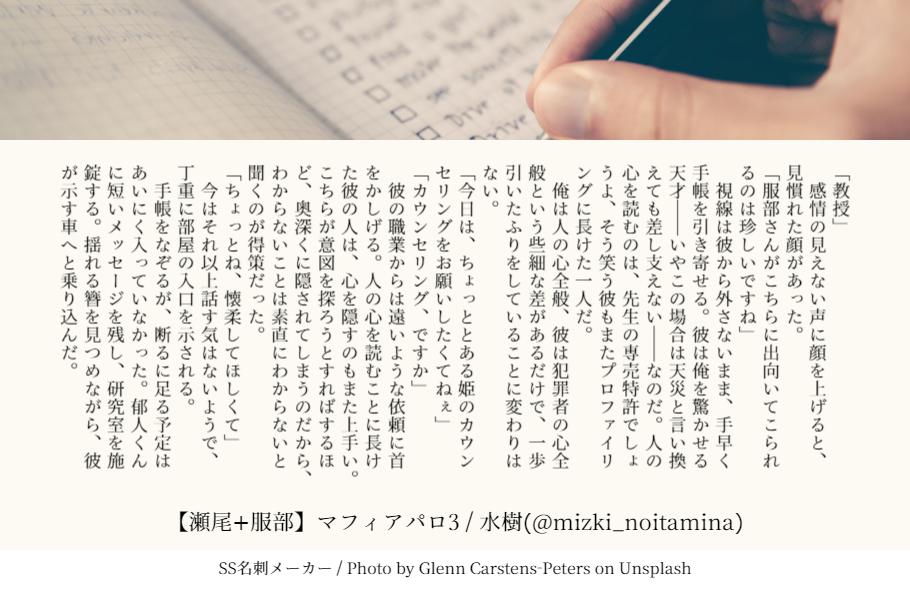 「教授」
　感情の見えない声に顔を上げると、
見慣れた顔があった。
「服部さんがこちらに出向いてこられ
るのは珍しいですね」
　視線は彼から外さないまま、手早く
手帳を引き寄せる。彼は俺を驚かせる
天才――いやこの場合は天災と言い換
えても差し支えない――なのだ。人の
心を読むのは、先生の専売特許でしょ
うよ、そう笑う彼もまたプロファイリ
ングに長けた一人だ。
　俺は人の心全般、彼は犯罪者の心全
般という些細な差があるだけで、一歩
引いたふりをしていることに変わりは
ない。
「今日は、ちょっととある姫のカウン
セリングをお願いしたくてねぇ」
「カウンセリング、ですか」
　彼の職業からは遠いような依頼に首
をかしげる。人の心を読むことに長け
た彼の人は、心を隠すのもまた上手い。
こちらが意図を探ろうとすればするほ
ど、奥深くに隠されてしまうのだから、
わからないことは素直にわからないと
聞くのが得策だった。
「ちょっとね、懐柔してほしくて」
　今はそれ以上話す気はないようで、
丁重に部屋の入口を示される。
　手帳をなぞるが、断るに足る予定は
あいにく入っていなかった。郁人くん
に短いメッセージを残し、研究室を施
錠する。揺れる簪を見つめながら、彼
が示す車へと乗り込んだ。
【瀬尾+服部】マフィアパロ3 / 水樹(@mizki_noitamina)
SS名刺メーカー / Photo by Glenn Carstens-Peters on Unsplash